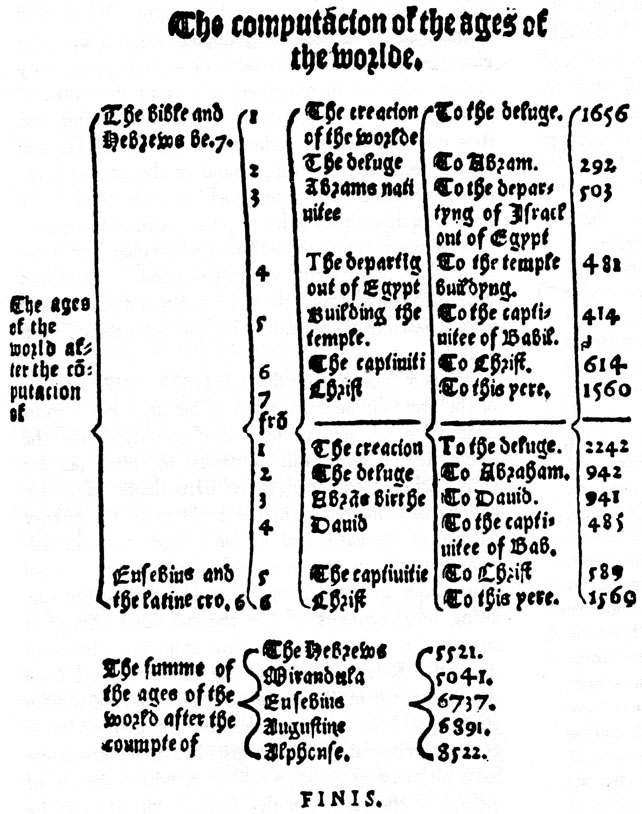 The computācion of the ages of
the worlde.
The ages
of the
world af⸗
ter the cō⸗
putacion
of
The bible and 1 The creacion To the deluge. 1656
Hebrews be.7. of the worlde
2 The deluge To Abram. 292
3 Abrams nati To the depar⸗ 503
uitee tyng of Israel
out of Egypt
4 The departīg To the temple 481
out of Egypt buildyng.
5 Building the To the capti⸗ 414
temple. uitee of Babil.
6 The captiuiti To Christ. 614
7 Christ To this yere, 1560
frō
1 The creacion To the deluge. 2242
2 The deluge To Abraham. 942
3 Abrās birthe To Dauid. 941
4 Dauid To the capti⸗ 485
uitee of Bab.
Eusebius and 5 The captiuitie To Christ 589
the latine cro. 6 6 Christ To this yere. 1560
The summe of
the ages of the
world after the
coumpte of
The Hebrews 5521.
Mirandula 5041.
Eusebius 6737.
Augustine 6891.
Alphonse. 8522.
FINIS.